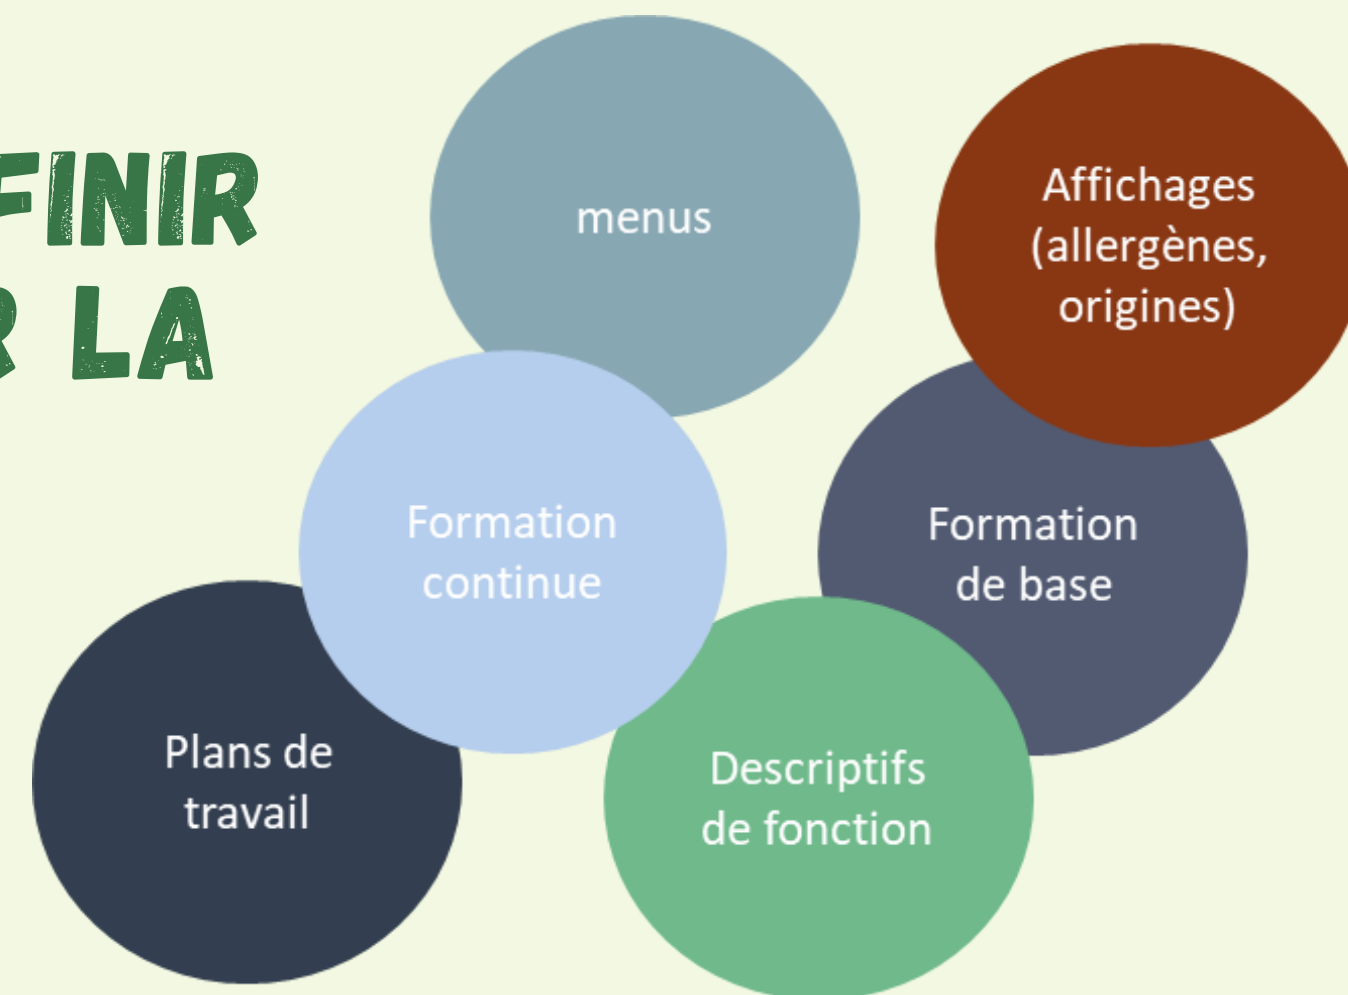 FINIR
R LA
menus
Affichages
(allergènes,
origines)
Formation
continue
Formation
de base
Plans de
travail
Descriptifs
de fonction